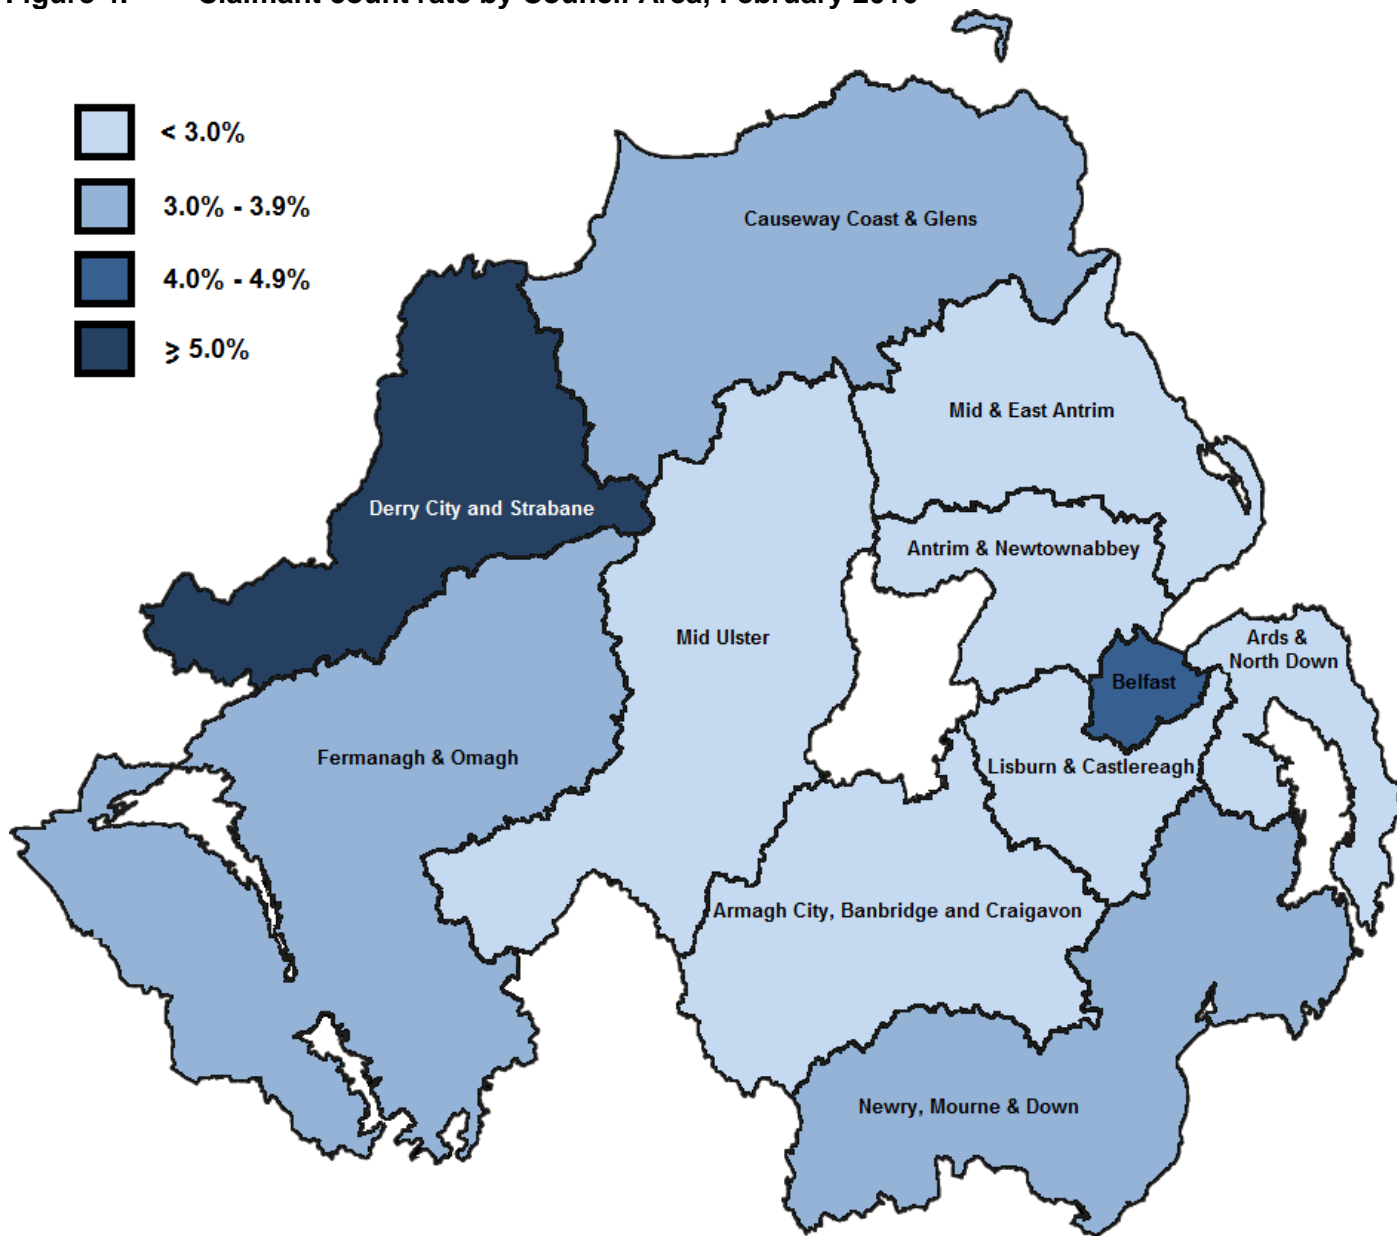 < 3.0%
3.0% - 3.9%
4.0% - 4.9%
≥ 5.0%
Causeway Coast & Glens
Mid & East Antrim
Derry City and Strabane
Antrim & Newtownabbey
Mid Ulster
Ards &
North Down
Belfast
Fermanagh & Omagh
Lisburn & Castlereagh
Armagh City, Banbridge and Craigavon
Newry, Mourne & Down